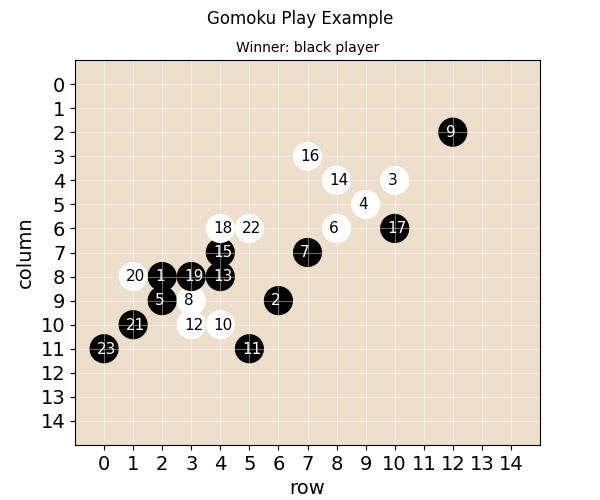 Gomoku Play Example
Winner: black player
0
1
2 9
3 16
4 14 3
5 4
6 18 22 6 17
7 15 7
8 20 1 19 13
9 5 8 2
10 21 12 10
11 23 11
12
13
14
column
0 1 2 3 4 5 6 7 8 9 10 11 12 13 14
row